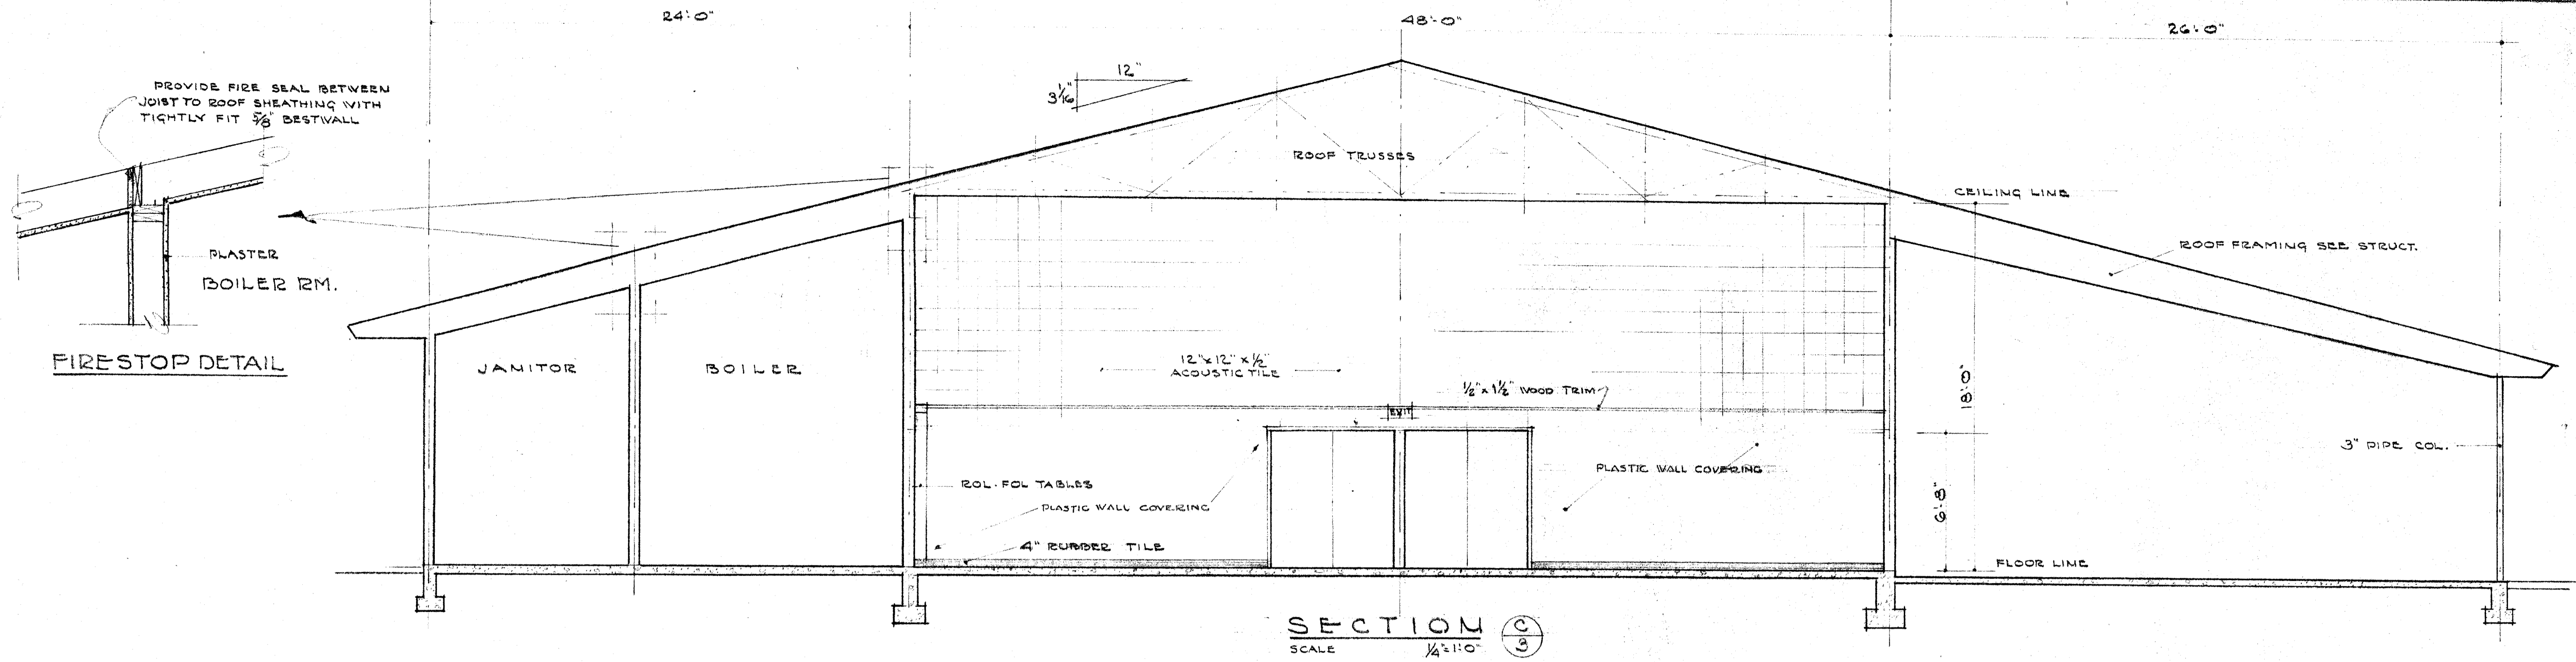 24'-0"
48'-0"
26'-0"
PROVIDE FIRE SEAL BETWEEN
JOIST TO ROOF SHEATHING WITH
TIGHTLY FIT 5/8" BESTWALL
12"
3 1/16"
ROOF TRUSSES
CEILING LINE
ROOF FRAMING SEE STRUCT.
PLASTER
BOILER RM.
FIRESTOP DETAIL
JANITOR
BOILER
12"x12"x1/2"
ACOUSTIC TILE
1/2"x1 1/2" WOOD TRIM
EXIT
18'-0"
3" PIPE COL.
PLASTIC WALL COVERING
ROL-FOL TABLES
PLASTIC WALL COVERING
6'-8"
4" RUBBER TILE
FLOOR LINE
SECTION C
3
SCALE 1/4"=1'-0"